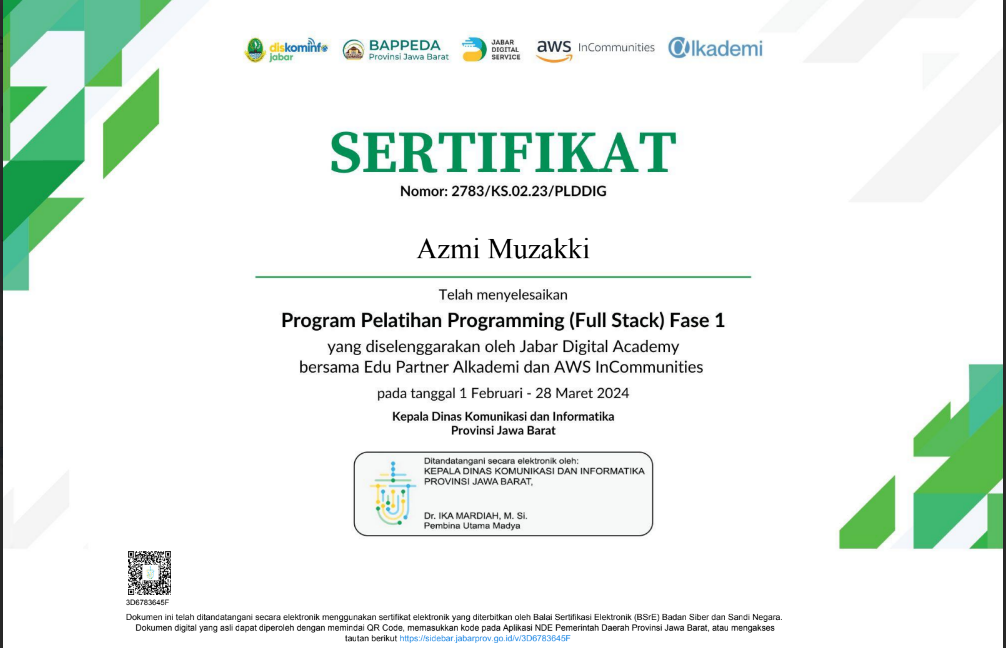 diskominfo
jabar
BAPPEDA
Provinsi Jawa Barat
JABAR
DIGITAL
SERVICE
aws InCommunities
Alkademi
SERTIFIKAT
Nomor: 2783/KS.02.23/PLDDIG
Azmi Muzakki
Telah menyelesaikan
Program Pelatihan Programming (Full Stack) Fase 1
yang diselenggarakan oleh Jabar Digital Academy
bersama Edu Partner Alkademi dan AWS InCommunities
pada tanggal 1 Februari - 28 Maret 2024
Kepala Dinas Komunikasi dan Informatika
Provinsi Jawa Barat
Ditandatangani secara elektronik oleh:
KEPALA DINAS KOMUNIKASI DAN INFORMATIKA
PROVINSI JAWA BARAT,
Dr. IKA MARDIAH, M. Si.
Pembina Utama Madya
3D6783645F
Dokumen ini telah ditandatangani secara elektronik menggunakan sertifikat elektronik yang diterbitkan oleh Balai Sertifikasi Elektronik (BSrE) Badan Siber dan Sandi Negara.
Dokumen digital yang asli dapat diperoleh dengan memindai QR Code, memasukkan kode pada Aplikasi NDE Pemerintah Daerah Provinsi Jawa Barat, atau mengakses
tautan berikut https://sidebar.jabarprov.go.id/v/3D6783645F